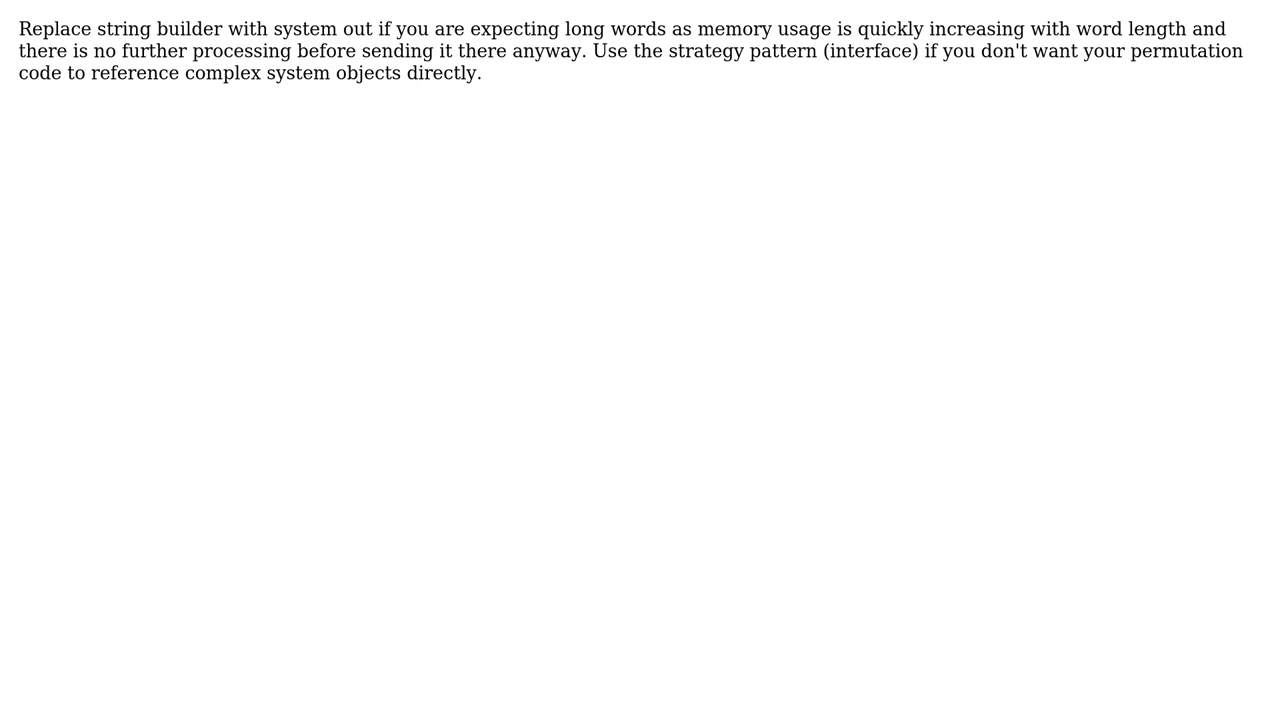 Replace string builder with system out if you are expecting long words as memory usage is quickly increasing with word length and
there is no further processing before sending it there anyway. Use the strategy pattern (interface) if you don't want your permutation
code to reference complex system objects directly.